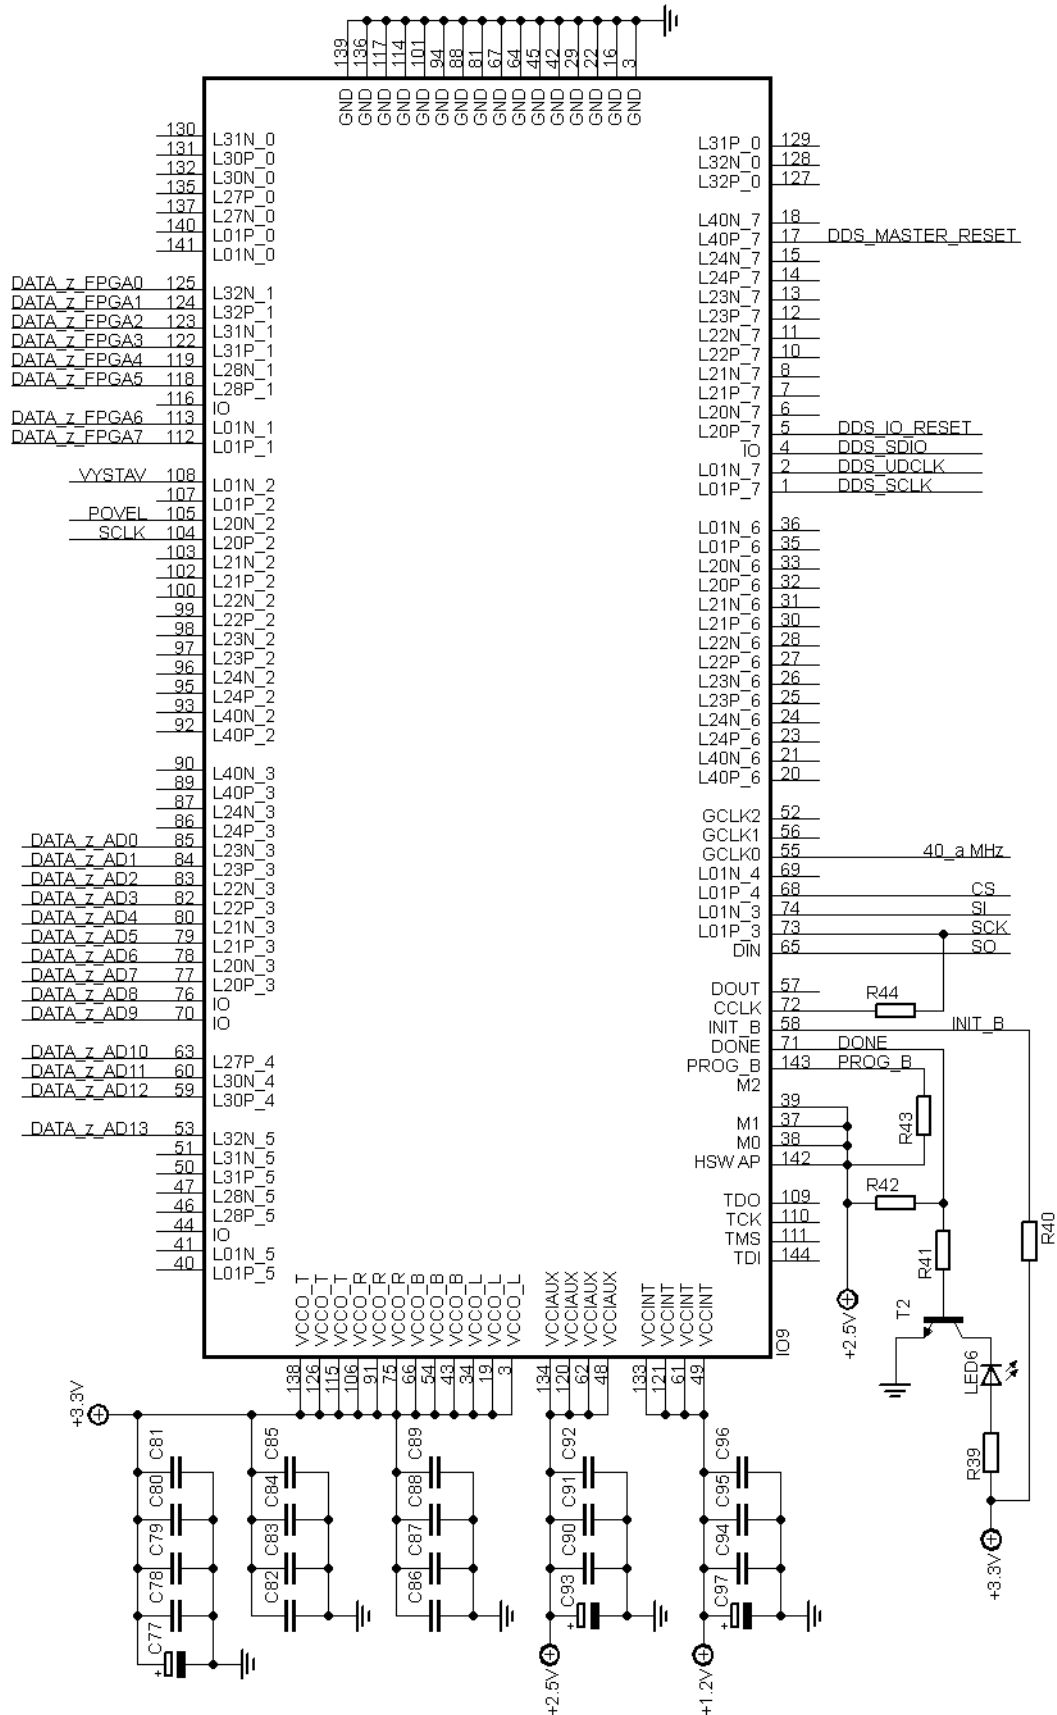 139 136 117 114 101 94 88 81 67 64 45 42 29 22 16 3
GND GND GND GND GND GND GND GND GND GND GND GND GND GND GND GND
130 L31N_0
131 L30P_0
132 L30N_0
135 L27P_0
137 L27N_0
140 L01P_0
141 L01N_0
DATA_z_FPGA0 125 L32N_1
DATA_z_FPGA1 124 L32P_1
DATA_z_FPGA2 123 L31N_1
DATA_z_FPGA3 122 L31P_1
DATA_z_FPGA4 119 L28N_1
DATA_z_FPGA5 118 L28P_1
116 IO
DATA_z_FPGA6 113 L01N_1
DATA_z_FPGA7 112 L01P_1
VYSTAV 108 L01N_2
107 L01P_2
POVEL 105 L20N_2
SCLK 104 L20P_2
103 L21N_2
102 L21P_2
100 L22N_2
99 L22P_2
98 L23N_2
97 L23P_2
96 L24N_2
95 L24P_2
93 L40N_2
92 L40P_2
90 L40N_3
89 L40P_3
87 L24N_3
86 L24P_3
DATA_z_AD0 85 L23N_3
DATA_z_AD1 84 L23P_3
DATA_z_AD2 83 L22N_3
DATA_z_AD3 82 L22P_3
DATA_z_AD4 80 L21N_3
DATA_z_AD5 79 L21P_3
DATA_z_AD6 78 L20N_3
DATA_z_AD7 77 L20P_3
DATA_z_AD8 76 IO
DATA_z_AD9 70 IO
DATA_z_AD10 63 L27P_4
DATA_z_AD11 60 L30N_4
DATA_z_AD12 59 L30P_4
DATA_z_AD13 53 L32N_5
51 L31N_5
50 L31P_5
47 L28N_5
46 L28P_5
44 IO
41 L01N_5
40 L01P_5
L31P_0 129
L32N_0 128
L32P_0 127
L40N_7 18
L40P_7 17 DDS_MASTER_RESET
L24N_7 15
L24P_7 14
L23N_7 13
L23P_7 12
L22N_7 11
L22P_7 10
L21N_7 8
L21P_7 7
L20N_7 6
L20P_7 5 DDS_IO_RESET
IO 4 DDS_SDIO
L01N_7 2 DDS_UDCLK
L01P_7 1 DDS_SCLK
L01N_6 36
L01P_6 35
L20N_6 33
L20P_6 32
L21N_6 31
L21P_6 30
L22N_6 28
L22P_6 27
L23N_6 26
L23P_6 25
L24N_6 24
L24P_6 23
L40N_6 21
L40P_6 20
GCLK2 52
GCLK1 56
GCLK0 55 40_a MHz
L01N_4 69
L01P_4 68 CS
L01N_3 74 SI
L01P_3 73 SCK
DIN 65 SO
DOUT 57
CCLK 72 R44
INIT_B 58 INIT_B
DONE 71 DONE
PROG_B 143 PROG_B
M2 39
M1 37
M0 38
HSWAP 142
R43
TDO 109
TCK 110
TMS 111
TDI 144
R42
R41
R40
T2
+2.5V
LED6
R39
+3.3V
IO9
VCCO_T VCCO_T VCCO_T VCCO_R VCCO_R VCCO_R VCCO_B VCCO_B VCCO_B VCCO_L VCCO_L VCCO_L
VCCIAUX VCCIAUX VCCIAUX VCCIAUX
VCCINT VCCINT VCCINT VCCINT
138 126 115 106 91 75 66 54 43 34 19 3
134 120 62 48
133 121 61 49
+3.3V
C81 C85 C89 C92 C96
C80 C84 C88 C91 C95
C79 C83 C87 C90 C94
C78 C82 C86 C93 C97
+ +
C77
+
+2.5V
+1.2V